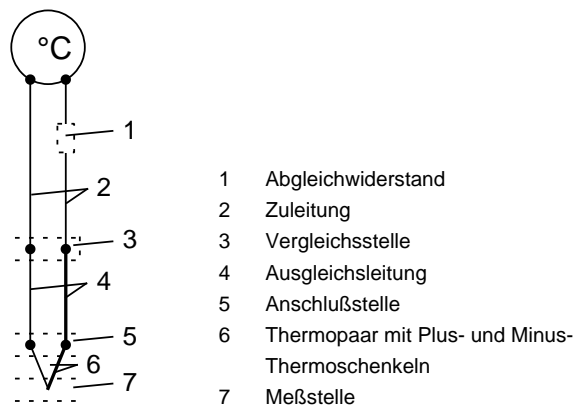 °C
1
2
3
4
5
6
7
1 Abgleichwiderstand
2 Zuleitung
3 Vergleichsstelle
4 Ausgleichsleitung
5 Anschlußstelle
6 Thermopaar mit Plus- und Minus-
Thermoschenkeln
7 Meßstelle